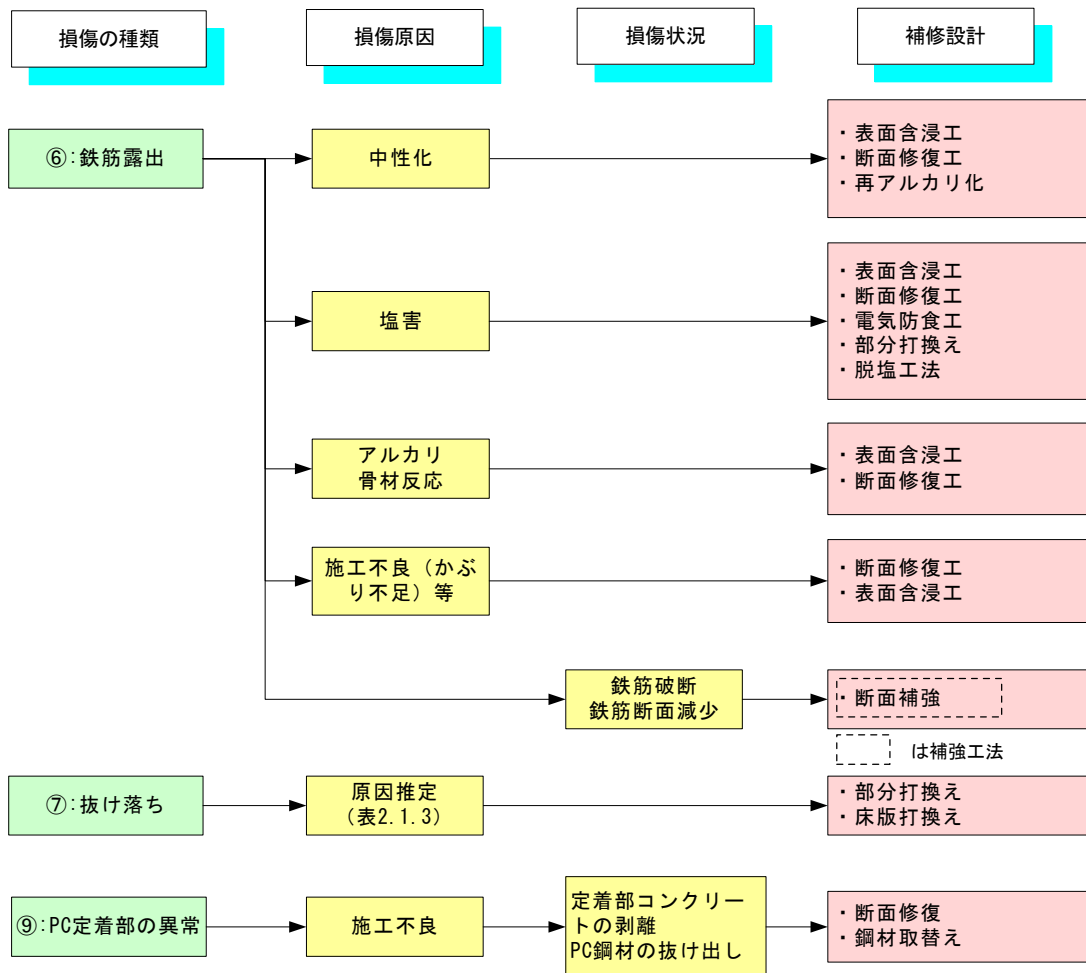 損傷の種類
損傷原因
損傷状況
補修設計
⑥:鉄筋露出
中性化
・表面含浸工
・断面修復工
・再アルカリ化
塩害
・表面含浸工
・断面修復工
・電気防食工
・部分打換え
・脱塩工法
アルカリ
骨材反応
・表面含浸工
・断面修復工
施工不良（かぶ
り不足）等
・断面修復工
・表面含浸工
鉄筋破断
鉄筋断面減少
・断面補強
は補強工法
⑦:抜け落ち
原因推定
(表2.1.3)
・部分打換え
・床版打換え
⑨:PC定着部の異常
施工不良
定着部コンクリー
トの剥離
PC鋼材の抜け出し
・断面修復
・鋼材取替え